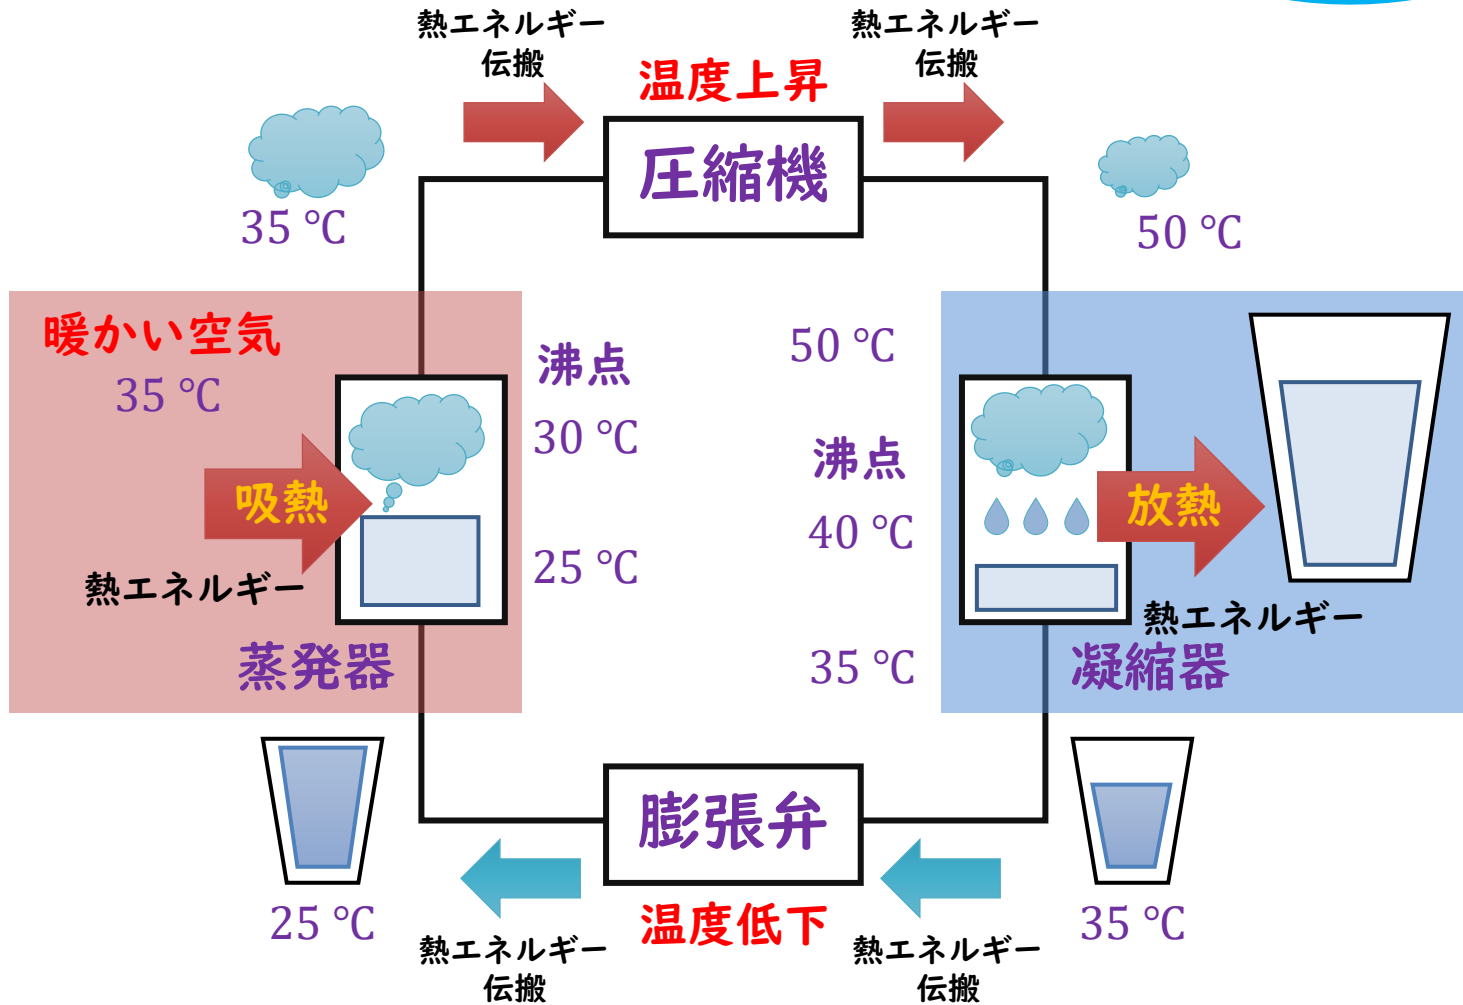 熱エネルギー
伝搬
熱エネルギー
伝搬
温度上昇
圧縮機
35 ℃
50 ℃
暖かい空気
35 ℃
吸熱
熱エネルギー
蒸発器
沸点
30 ℃
25 ℃
50 ℃
沸点
40 ℃
35 ℃
放熱
熱エネルギー
凝縮器
膨張弁
温度低下
25 ℃
35 ℃
熱エネルギー
伝搬
熱エネルギー
伝搬